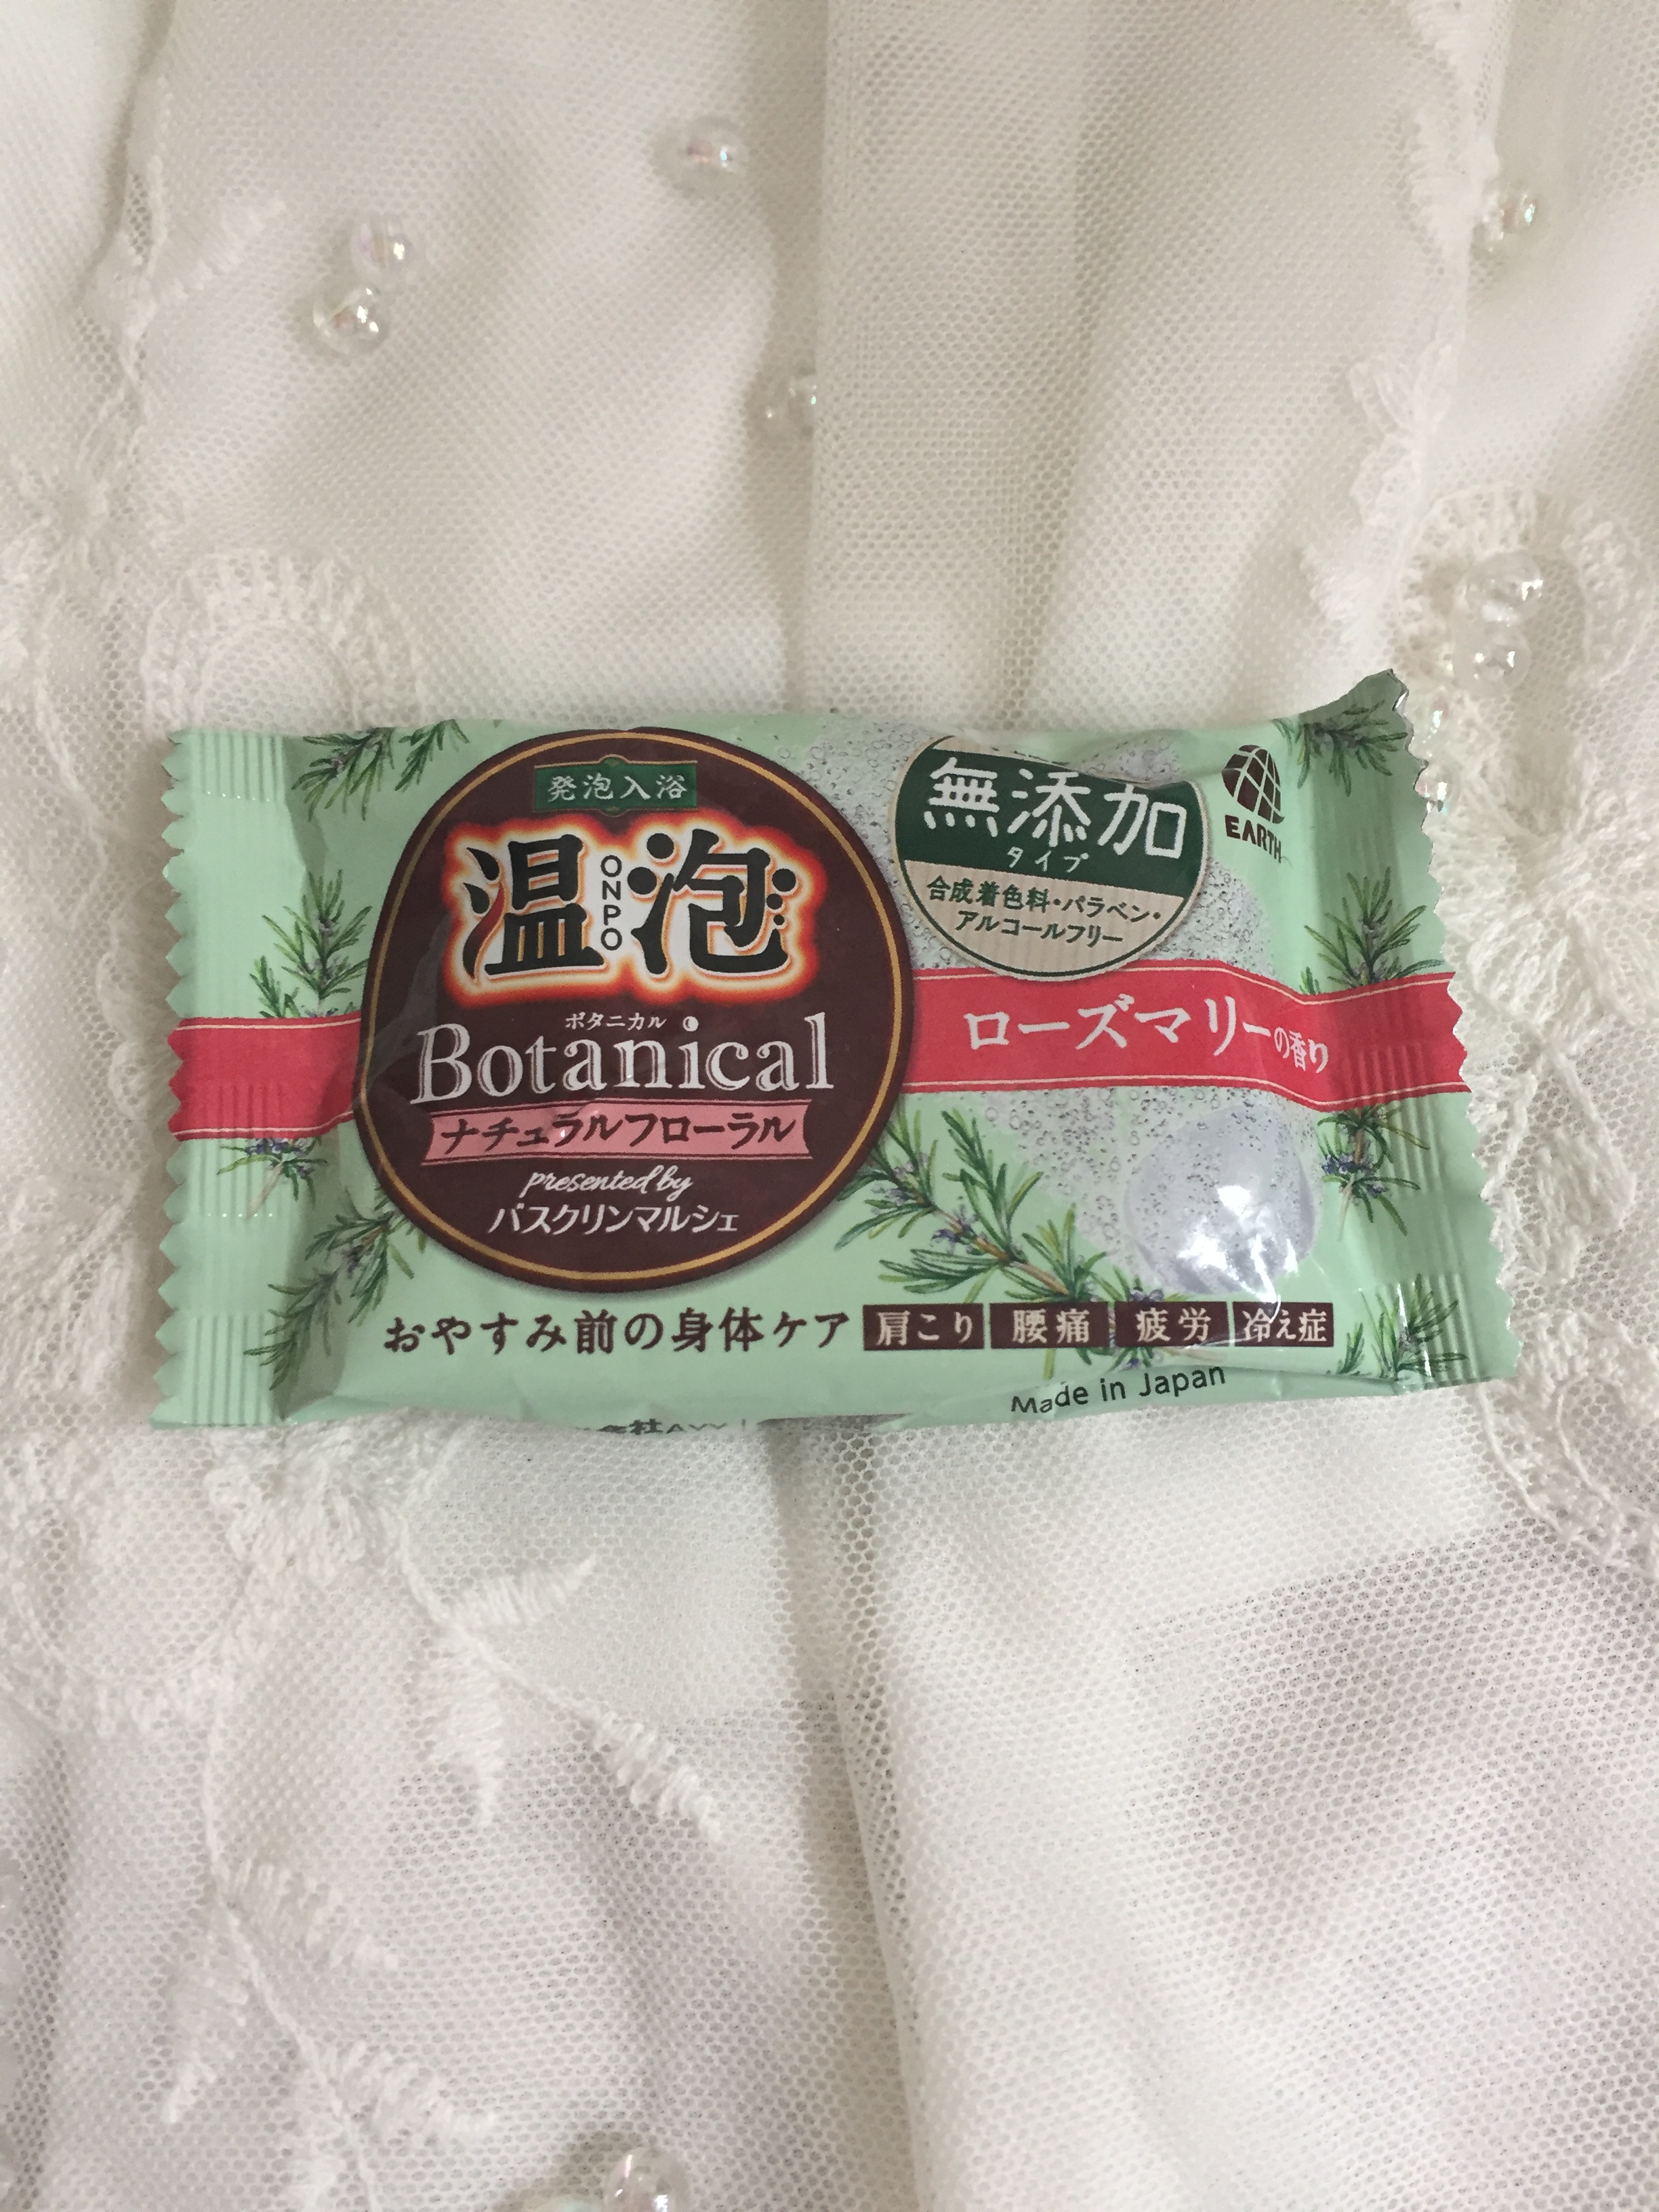 発泡入浴
温泡
ONPO
ボタニカル
Botanical
ナチュラルフローラル
presented by
バスクリンマルシェ
無添加
タイプ
合成着色料・パラベン・
アルコールフリー
EARTH
ローズマリーの香り
おやすみ前の身体ケア 肩こり 腰痛 疲労 冷え症
Made in Japan